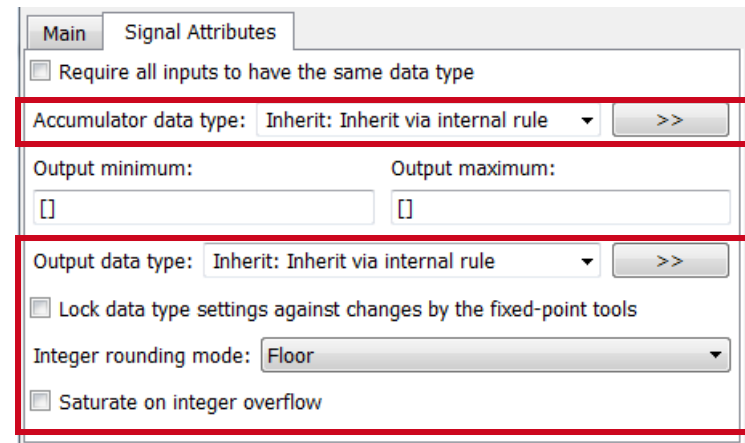 Main Signal Attributes
Require all inputs to have the same data type
Accumulator data type: Inherit: Inherit via internal rule >>
Output minimum: Output maximum:
[] []
Output data type: Inherit: Inherit via internal rule >>
Lock data type settings against changes by the fixed-point tools
Integer rounding mode: Floor
Saturate on integer overflow